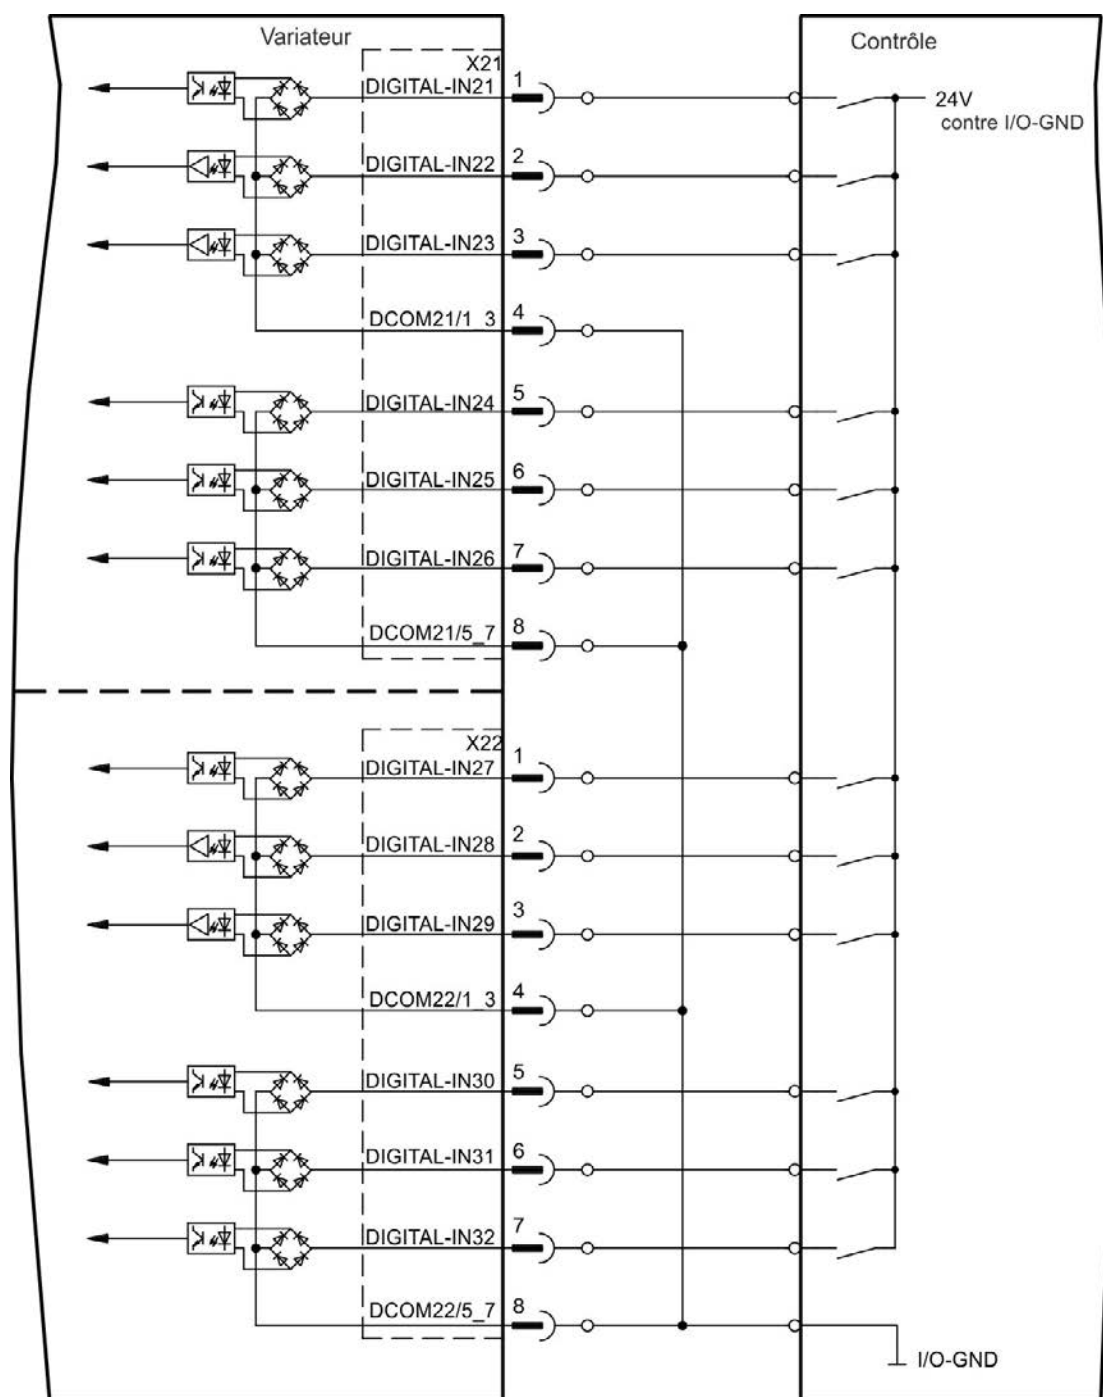 Variateur
Contrôle
X21
DIGITAL-IN21
1
24V
contre I/O-GND
DIGITAL-IN22
2
DIGITAL-IN23
3
DCOM21/1_3
4
DIGITAL-IN24
5
DIGITAL-IN25
6
DIGITAL-IN26
7
DCOM21/5_7
8
X22
DIGITAL-IN27
1
DIGITAL-IN28
2
DIGITAL-IN29
3
DCOM22/1_3
4
DIGITAL-IN30
5
DIGITAL-IN31
6
DIGITAL-IN32
7
DCOM22/5_7
8
I/O-GND